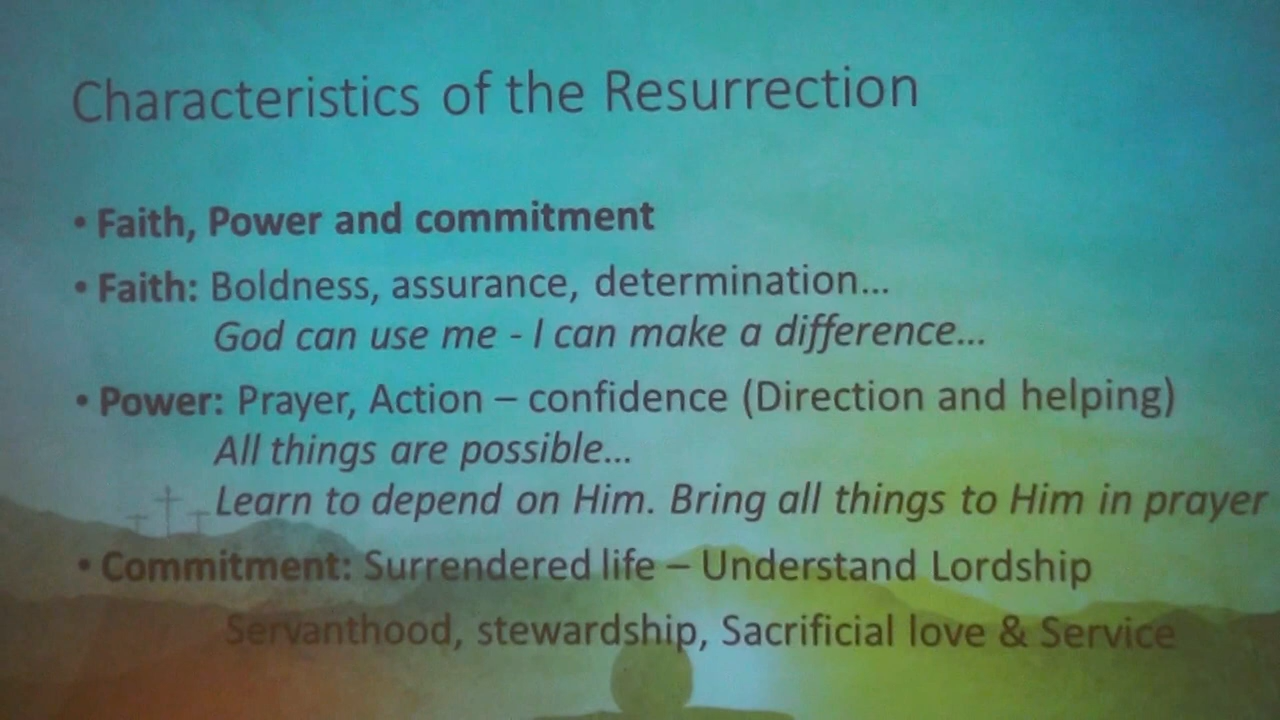 Characteristics of the Resurrection
• Faith, Power and commitment
• Faith: Boldness, assurance, determination...
God can use me - I can make a difference...
• Power: Prayer, Action – confidence (Direction and helping)
All things are possible...
Learn to depend on Him. Bring all things to Him in prayer
• Commitment: Surrendered life – Understand Lordship
Servanthood, stewardship, Sacrificial love & Service